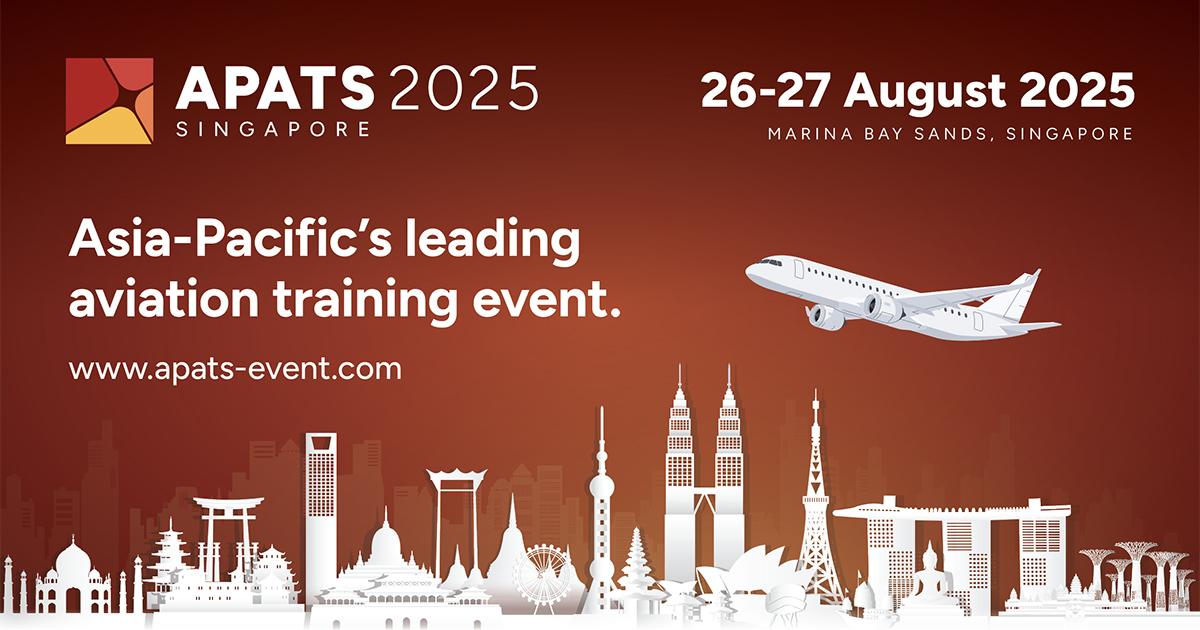 APATS 2025
SINGAPORE
26-27 August 2025
MARINA BAY SANDS, SINGAPORE
Asia-Pacific’s leading
aviation training event.
www.apats-event.com